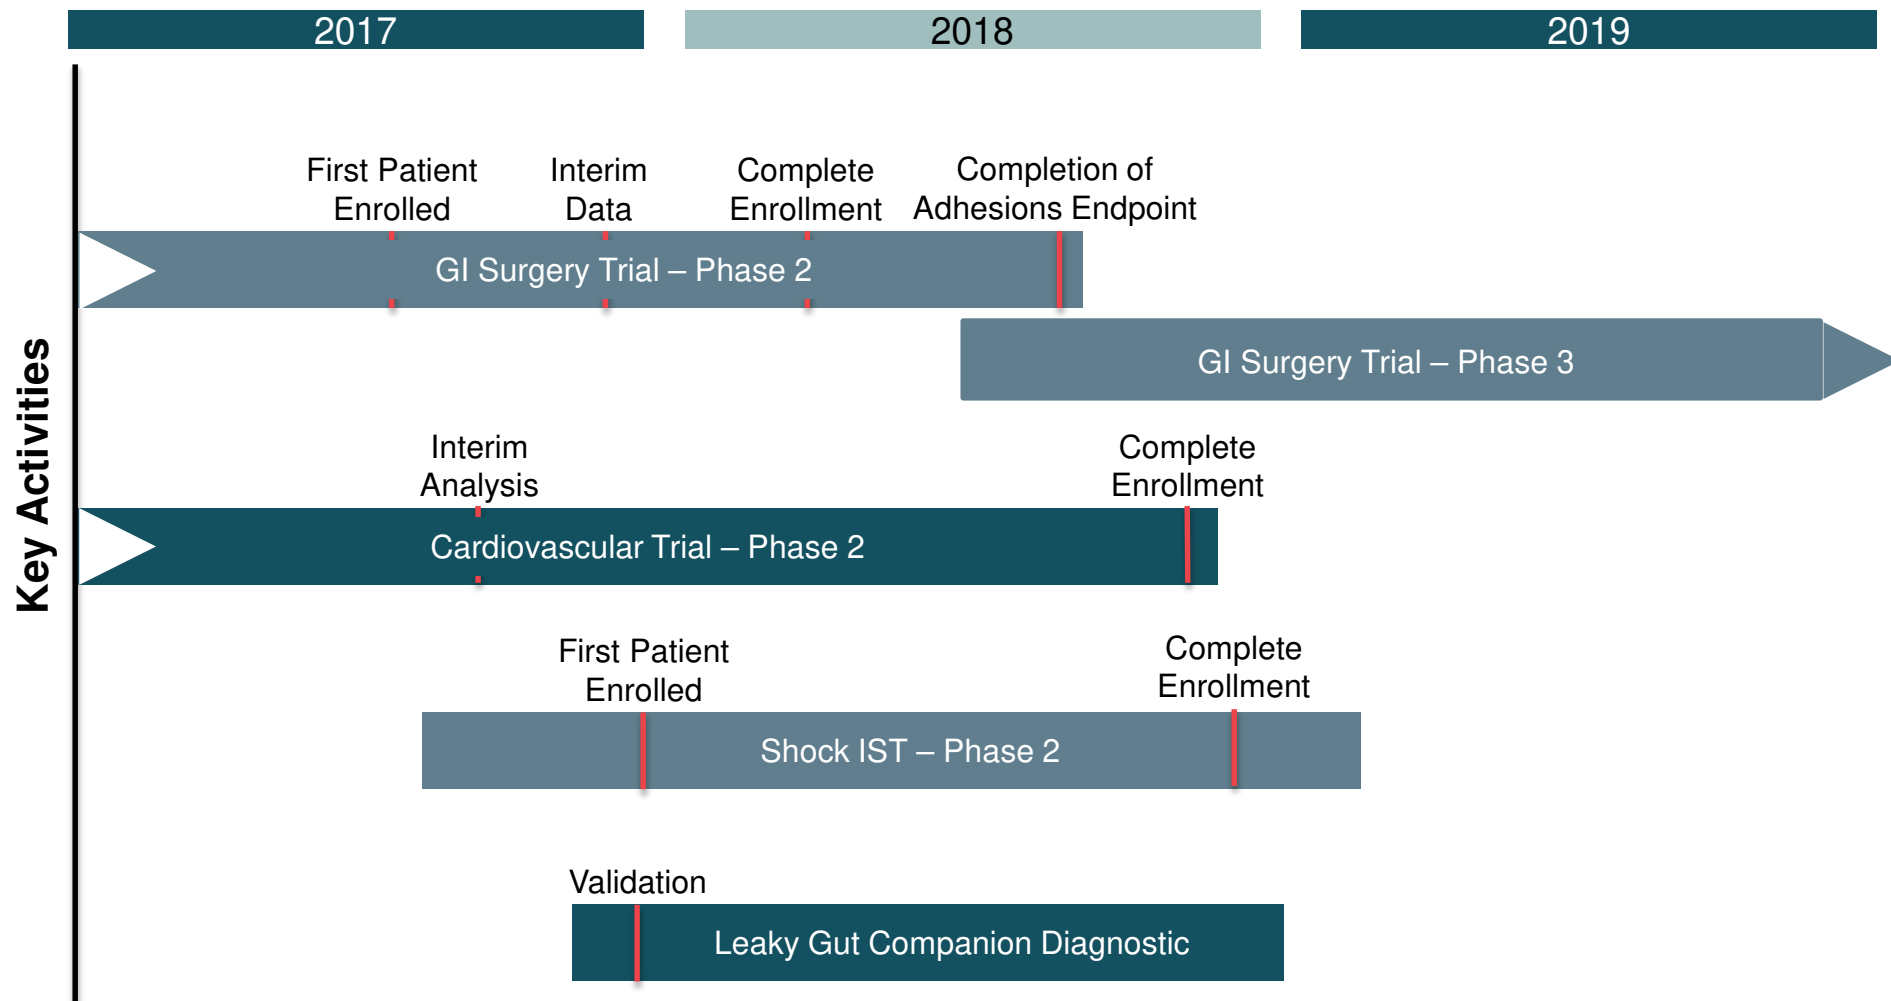 2017
2018
2019
Key Activities
First Patient
Enrolled
Interim
Data
Complete
Enrollment
Completion of
Adhesions Endpoint
GI Surgery Trial – Phase 2
GI Surgery Trial – Phase 3
Interim
Analysis
Complete
Enrollment
Cardiovascular Trial – Phase 2
First Patient
Enrolled
Complete
Enrollment
Shock IST – Phase 2
Validation
Leaky Gut Companion Diagnostic